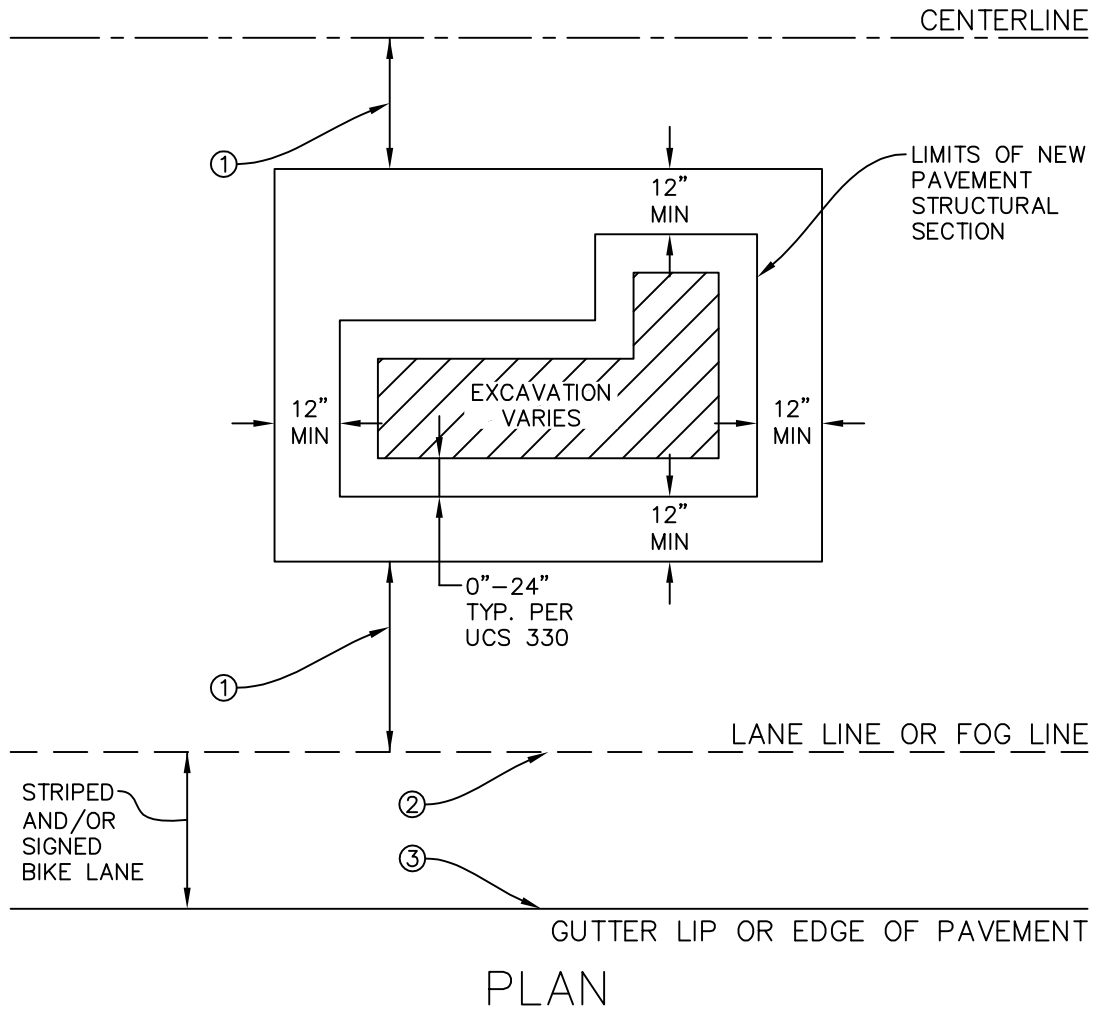 CENTERLINE
①
12”
MIN
LIMITS OF NEW
PAVEMENT
STRUCTURAL
SECTION
EXCAVATION
VARIES
12”
MIN
12”
MIN
12”
MIN
0”–24”
TYP. PER
UCS 330
①
LANE LINE OR FOG LINE
STRIPED
AND/OR
SIGNED
BIKE LANE
②
③
GUTTER LIP OR EDGE OF PAVEMENT
PLAN